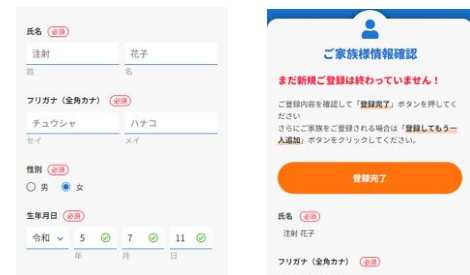 氏名 必須
注射 花子
姓 名
フリガナ（全角カナ） 必須
チュウシャ ハナコ
セイ メイ
性別 必須
男 女
生年月日 必須
令和 5 7 11
年 月 日
ご家族様情報確認
まだ新規ご登録は終わっていません！
ご登録内容を確認して「登録完了」ボタンを押してく
ださい
さらにご家族をご登録される場合は「登録してもう一
人追加」ボタンをクリックしてください。
登録完了
氏名 必須
注射 花子
フリガナ（全角カナ） 必須